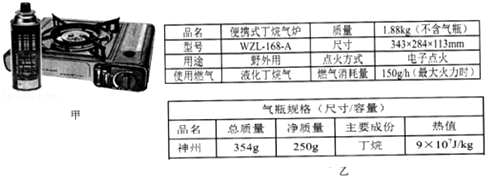 品名 便携式丁烷气炉 质量 1.88kg（不含气瓶）
型号 WZL-168-A 尺寸 343×284×113mm
用途 野外用 点火方式 电子点火
使用燃气 液化丁烷气 燃气消耗量 150g/h（最大火力时）
气瓶规格（尺寸/容量）
品名 总质量 净质量 主要成份 热值
神州 354g 250g 丁烷 9×10⁷J/kg
甲
乙